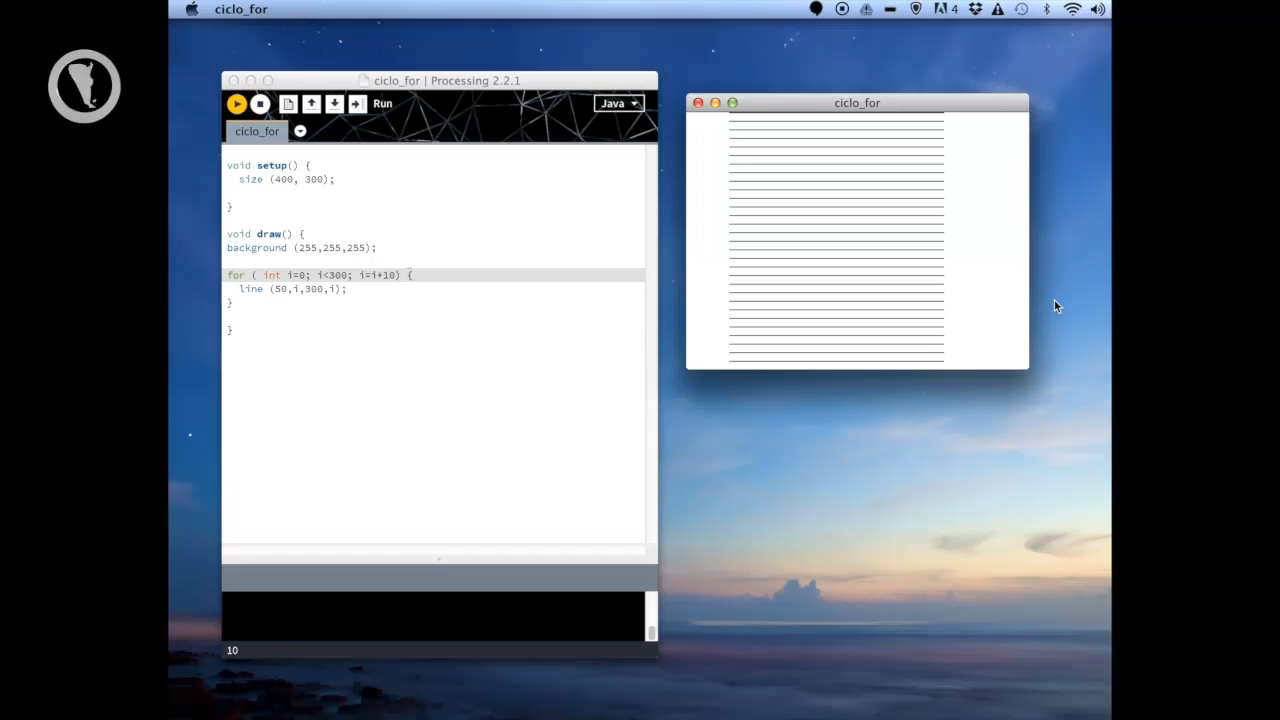 ciclo_for
4
ciclo_for | Processing 2.2.1
Run
Java
ciclo_for
void setup() {
size (400, 300);
}
void draw() {
background (255,255,255);
for ( int i=0; i<300; i=i+10) {
line (50,i,300,i);
}
}
10
ciclo_for